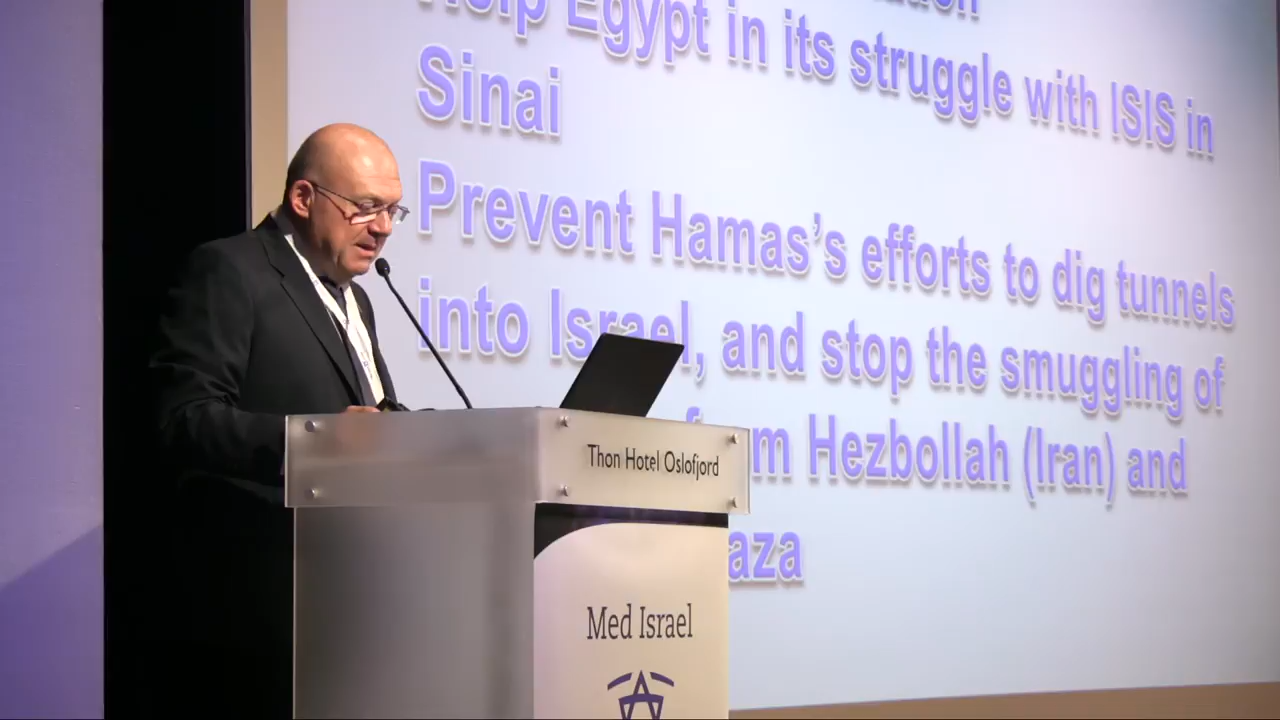 Help Egypt in its struggle with ISIS in
Sinai
Prevent Hamas's efforts to dig tunnels
into Israel, and stop the smuggling of
Hezbollah (Iran) and
Thon Hotel Oslofjord
Med Israel